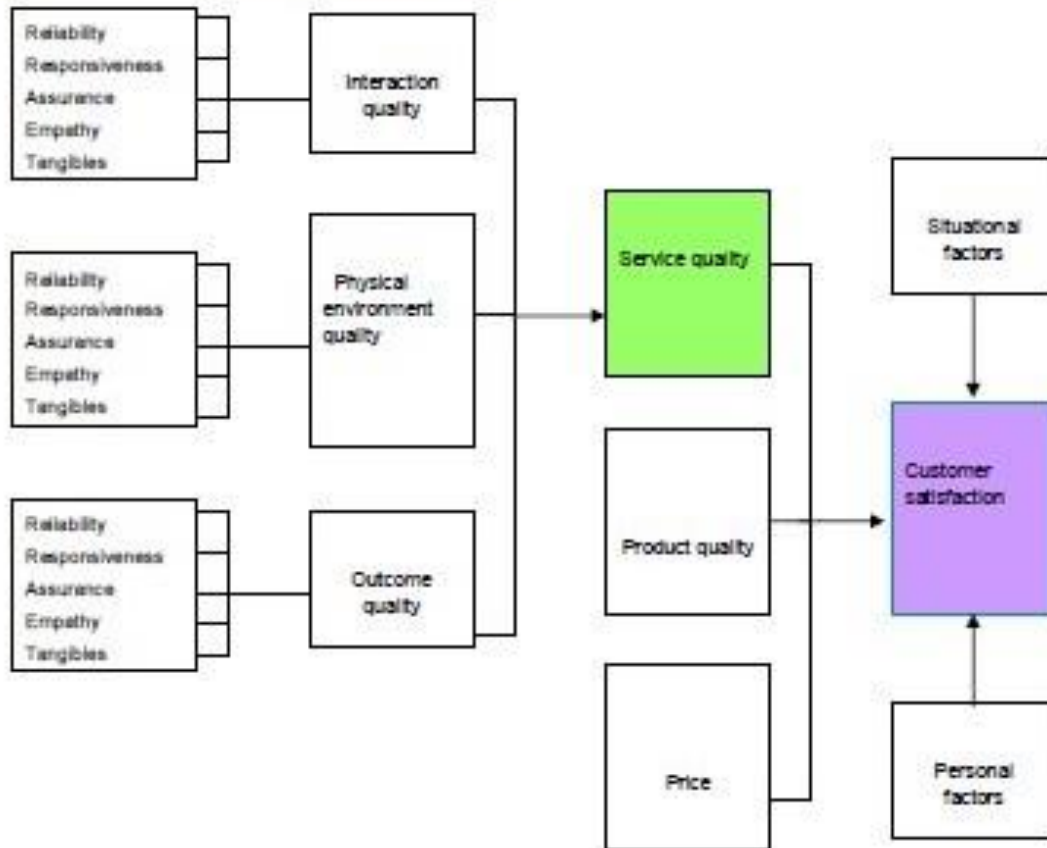 Reliability
Responsiveness
Assurance
Empathy
Tangibles
Interaction
quality
Reliability
Responsiveness
Assurance
Empathy
Tangibles
Physical
environment
quality
Reliability
Responsiveness
Assurance
Empathy
Tangibles
Outcome
quality
Service quality
Product quality
Price
Situational
factors
Customer
satisfaction
Personal
factors